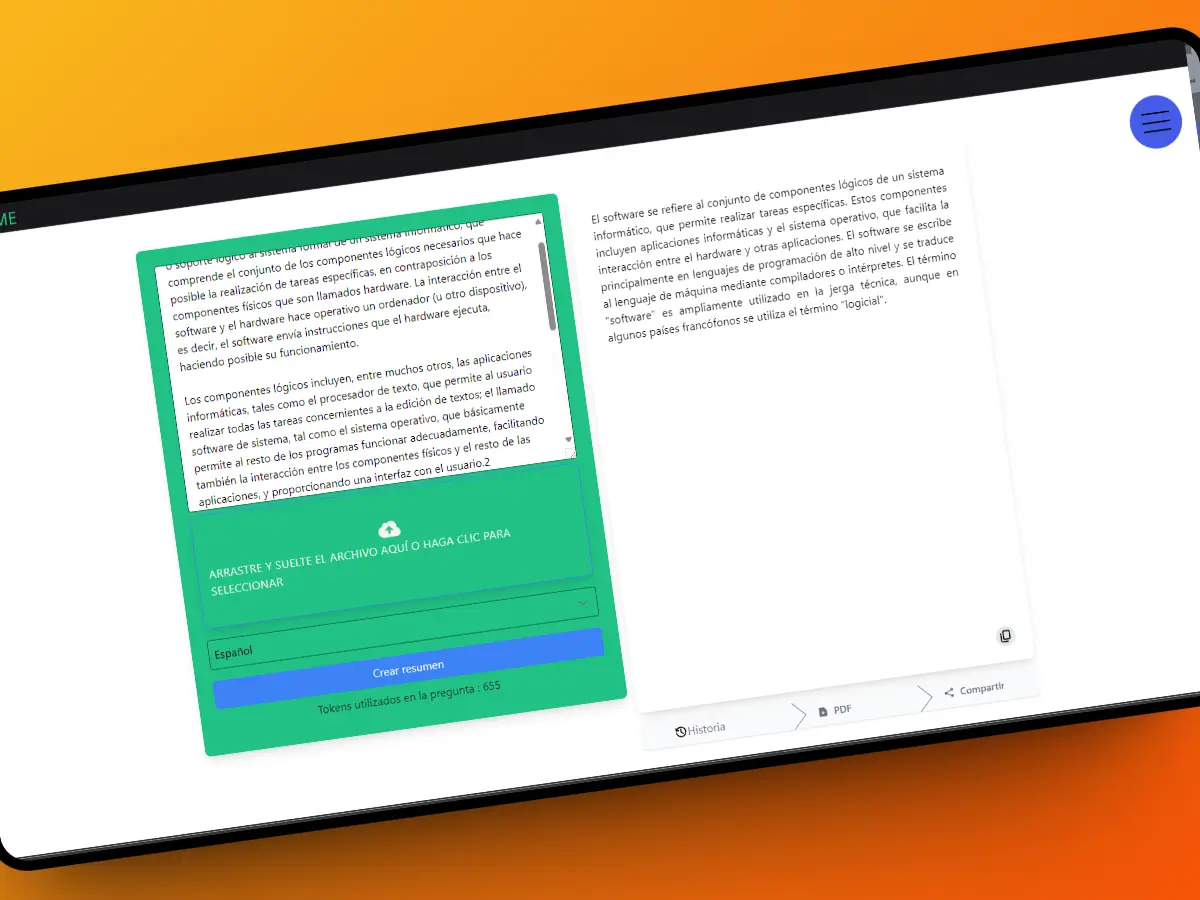 ME
o soporte lógico al sistema formal de un sistema informático, que
comprende el conjunto de los componentes lógicos necesarios que hace
posible la realización de tareas específicas, en contraposición a los
componentes físicos que son llamados hardware. La interacción entre el
software y el hardware hace operativo un ordenador (u otro dispositivo),
es decir, el software envía instrucciones que el hardware ejecuta,
haciendo posible su funcionamiento.
Los componentes lógicos incluyen, entre muchos otros, las aplicaciones
informáticas, tales como el procesador de texto, que permite al usuario
realizar todas las tareas concernientes a la edición de textos; el llamado
software de sistema, tal como el sistema operativo, que básicamente
permite al resto de los programas funcionar adecuadamente, facilitando
también la interacción entre los componentes físicos y el resto de las
aplicaciones, y proporcionando una interfaz con el usuario.2
ARRASTRE Y SUELTE EL ARCHIVO AQUÍ O HAGA CLIC PARA
SELECCIONAR
Español
Crear resumen
Tokens utilizados en la pregunta : 655
El software se refiere al conjunto de componentes lógicos de un sistema
informático, que permite realizar tareas específicas. Estos componentes
incluyen aplicaciones informáticas y el sistema operativo, que facilita la
interacción entre el hardware y otras aplicaciones. El software se escribe
principalmente en lenguajes de programación de alto nivel y se traduce
al lenguaje de máquina mediante compiladores o intérpretes. El término
"software" es ampliamente utilizado en la jerga técnica, aunque en
algunos países francófonos se utiliza el término "logicial".
Historia
PDF
Compartir